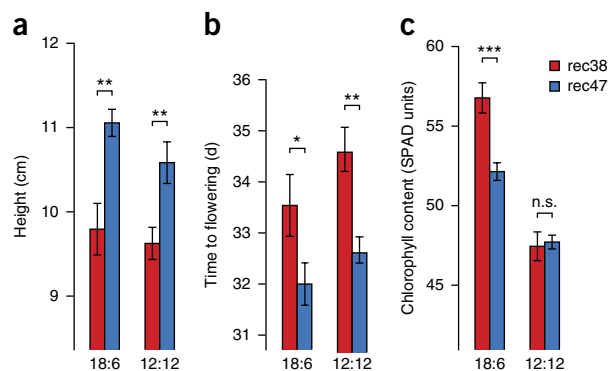 a
12
11
10
9
Height (cm)
**
**
18:6 12:12
b
36
35
34
33
32
31
Time to flowering (d)
*
**
18:6 12:12
c
60
55
50
45
Chlorophyll content (SPAD units)
***
n.s.
18:6 12:12
rec38
rec47